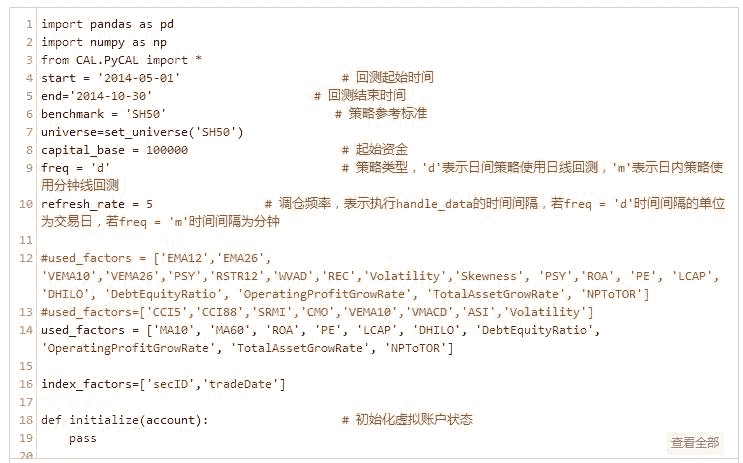 1 import pandas as pd
2 import numpy as np
3 from CAL.PyCAL import *
4 start = '2014-05-01' # 回测起始时间
5 end='2014-10-30' # 回测结束时间
6 benchmark = 'SH50' # 策略参考标准
7 universe=set_universe('SH50')
8 capital_base = 100000 # 起始资金
9 freq = 'd' # 策略类型，'d'表示日间策略使用日线回测，'m'表示日内策略使
用分钟线回测
10 refresh_rate = 5 # 调仓频率，表示执行handle_data的时间间隔，若freq = 'd'时间间隔的单位
为交易日，若freq = 'm'时间间隔为分钟
11
12 #used_factors = ['EMA12','EMA26',
'VEMA10','VEMA26','PSY','RSTR12','WVAD','REC','Volatility','Skewness', 'PSY','ROA', 'PE', 'LCAP',
'DHILO', 'DebtEquityRatio', 'OperatingProfitGrowRate', 'TotalAssetGrowRate', 'NPToTOR']
13 #used_factors=['CCI5','CCI88','SRMI','CMO','VEMA10','VMACD','ASI','Volatility']
14 used_factors = ['MA10', 'MA60', 'ROA', 'PE', 'LCAP', 'DHILO', 'DebtEquityRatio',
'OperatingProfitGrowRate', 'TotalAssetGrowRate', 'NPToTOR']
15
16 index_factors=['secID','tradeDate']
17
18 def initialize(account): # 初始化虚拟账户状态
19 pass
查看全部
20